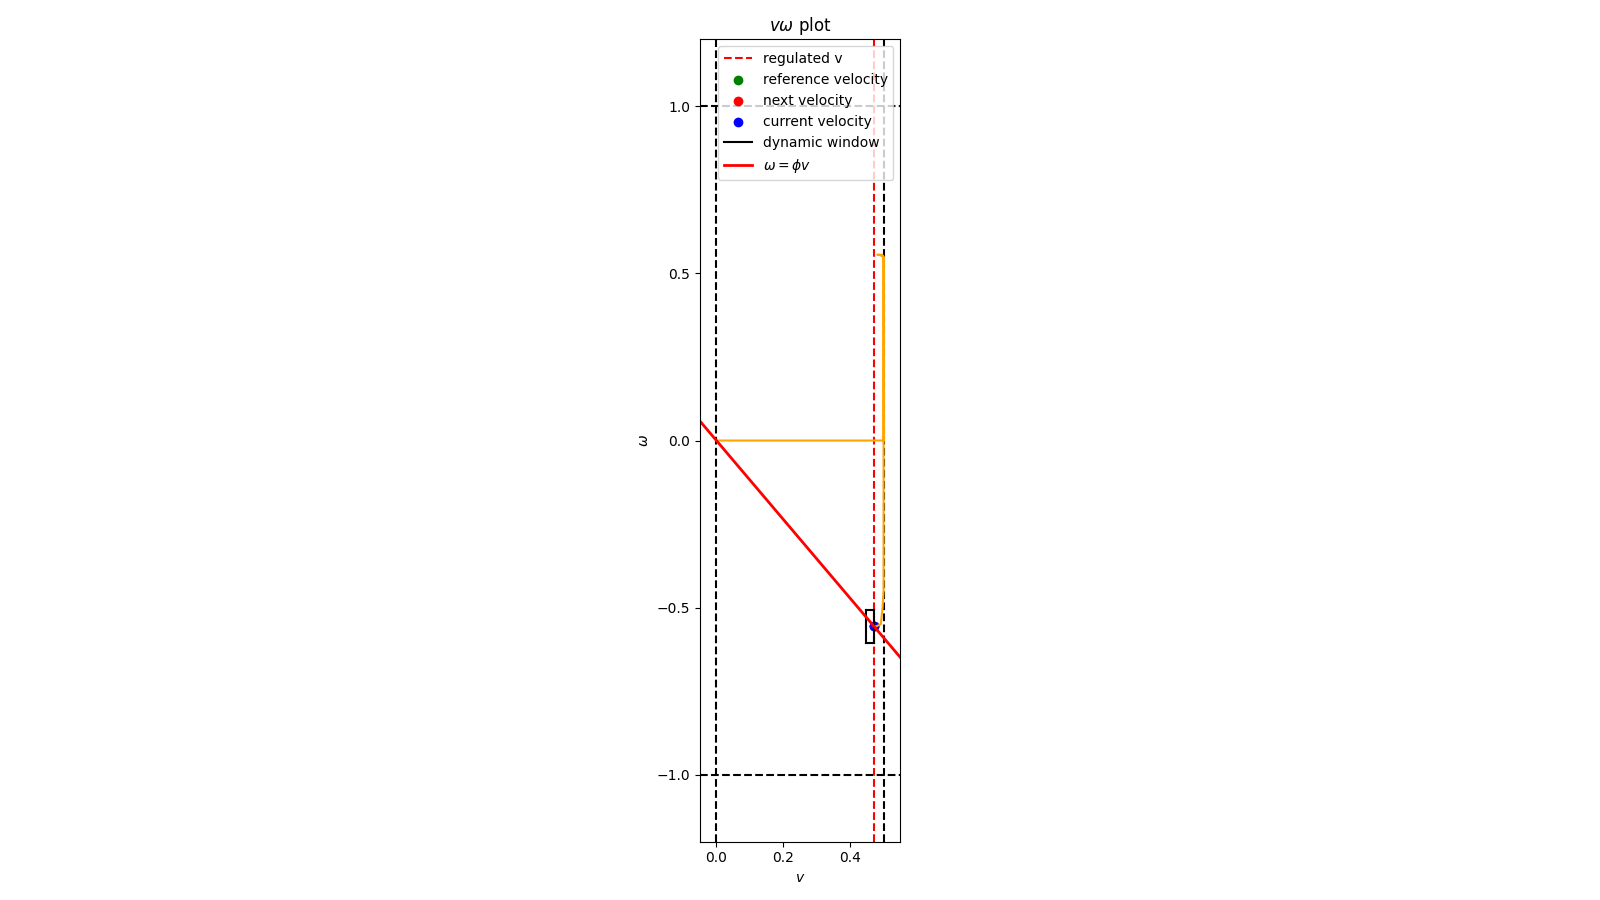 vω plot
regulated v
reference velocity
next velocity
current velocity
dynamic window
ω = ϕv
1.0
0.5
0.0
−0.5
−1.0
ω
0.0 0.2 0.4
v